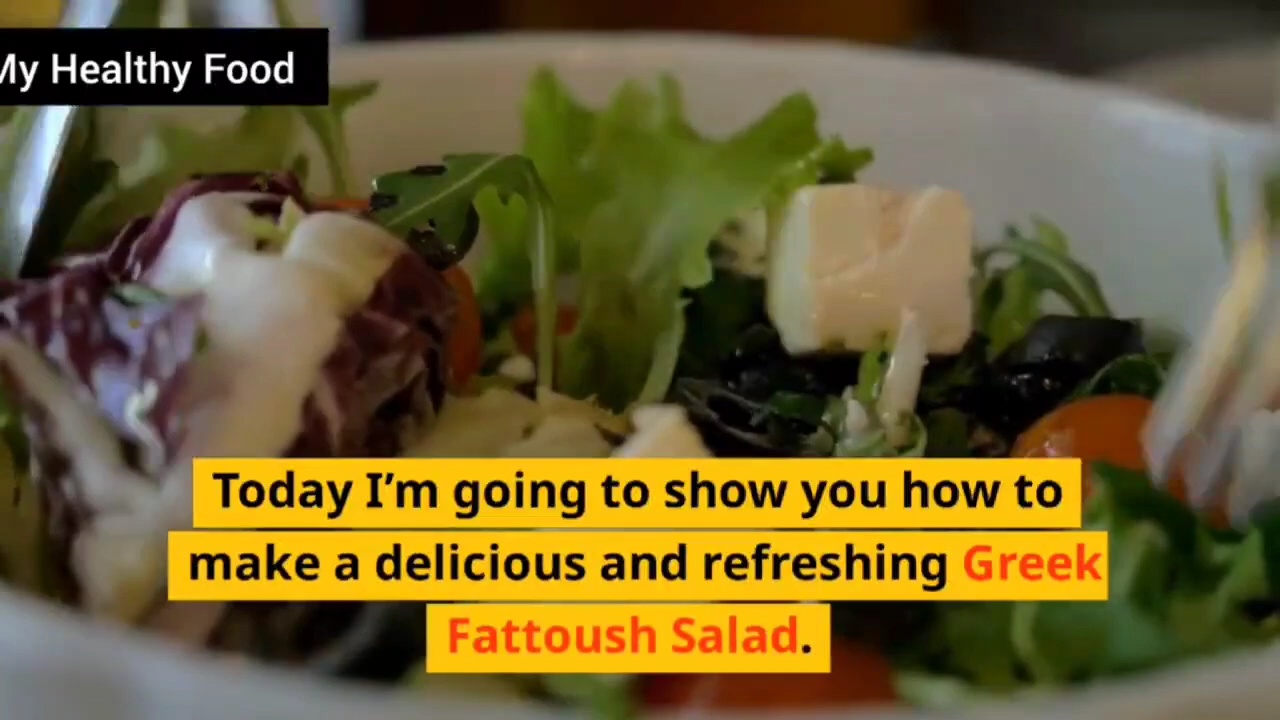 My Healthy Food
Today I’m going to show you how to
make a delicious and refreshing Greek
Fattoush Salad.